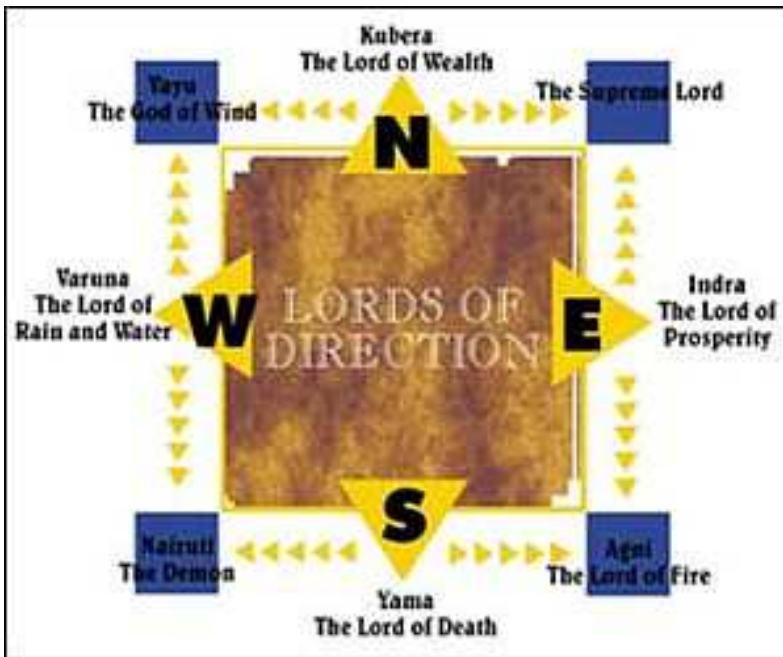 Kubera
The Lord of Wealth
Yayu
The God of Wind
The Supreme Lord
N
Varuna
The Lord of
Rain and Water
W
LORDS OF
DIRECTION
E
Indra
The Lord of
Prosperity
S
Nairuti
The Demon
Agni
The Lord of Fire
Yama
The Lord of Death